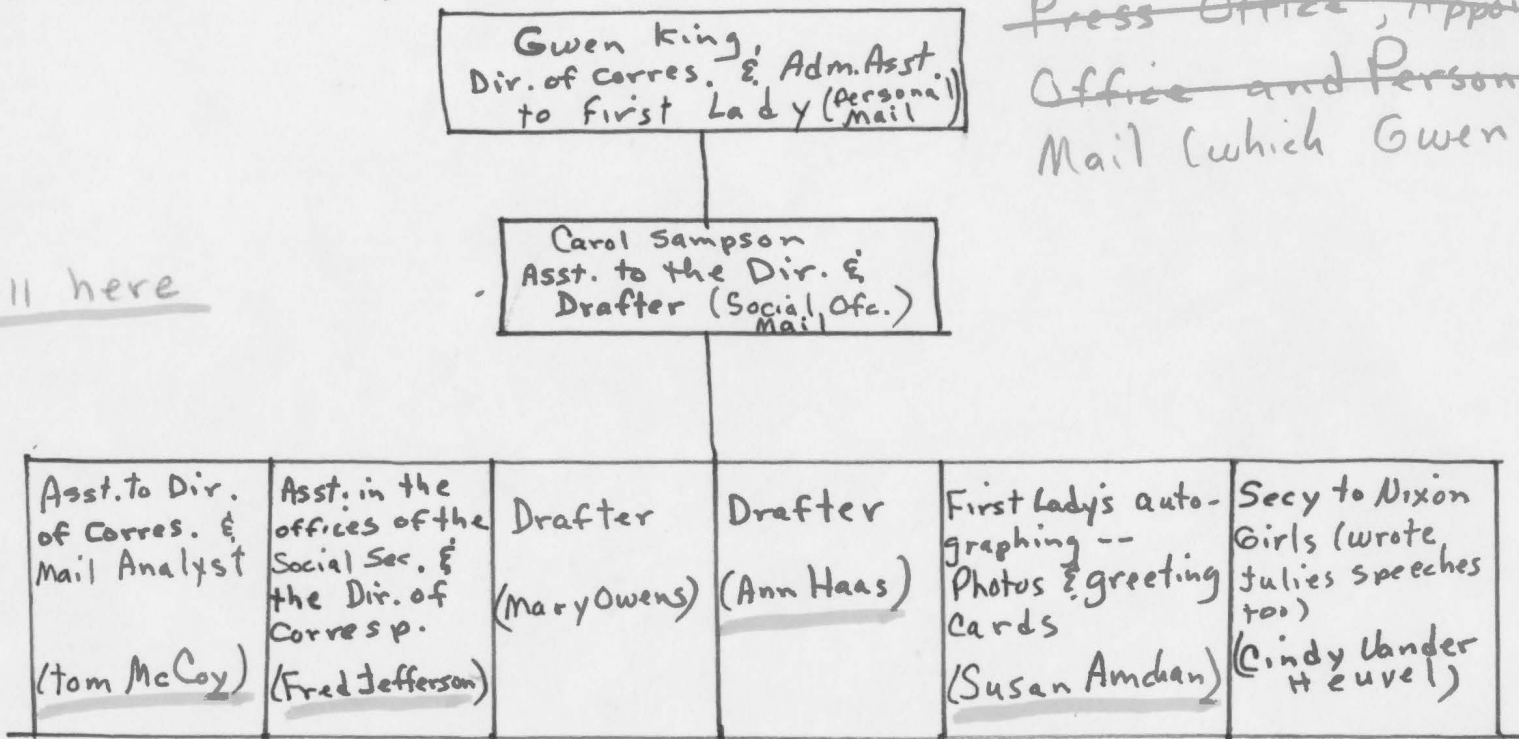 Gwen King,
Dir. of Corres. & Adm. Asst.
to First Lady (Personal
Mail)
Press Office,
Office and Person
Mail (which Gwen
Carol Sampson
Asst. to the Dir. &
Drafter (Social Ofc.)
Mail
ll here
Asst. to Dir.
of Corres. &
Mail Analyst
(Tom McCoy)
Asst. in the
offices of the
Social Sec. &
the Dir. of
Corresp.
(Fred Jefferson)
Drafter
(Mary Owens)
Drafter
(Ann Haas)
First Lady's auto-
graphing --
Photos & greeting
Cards
(Susan Amchan)
Secy to Nixon
Girls (wrote
Julies speeches
too)
(Cindy Vander
Heuvel)